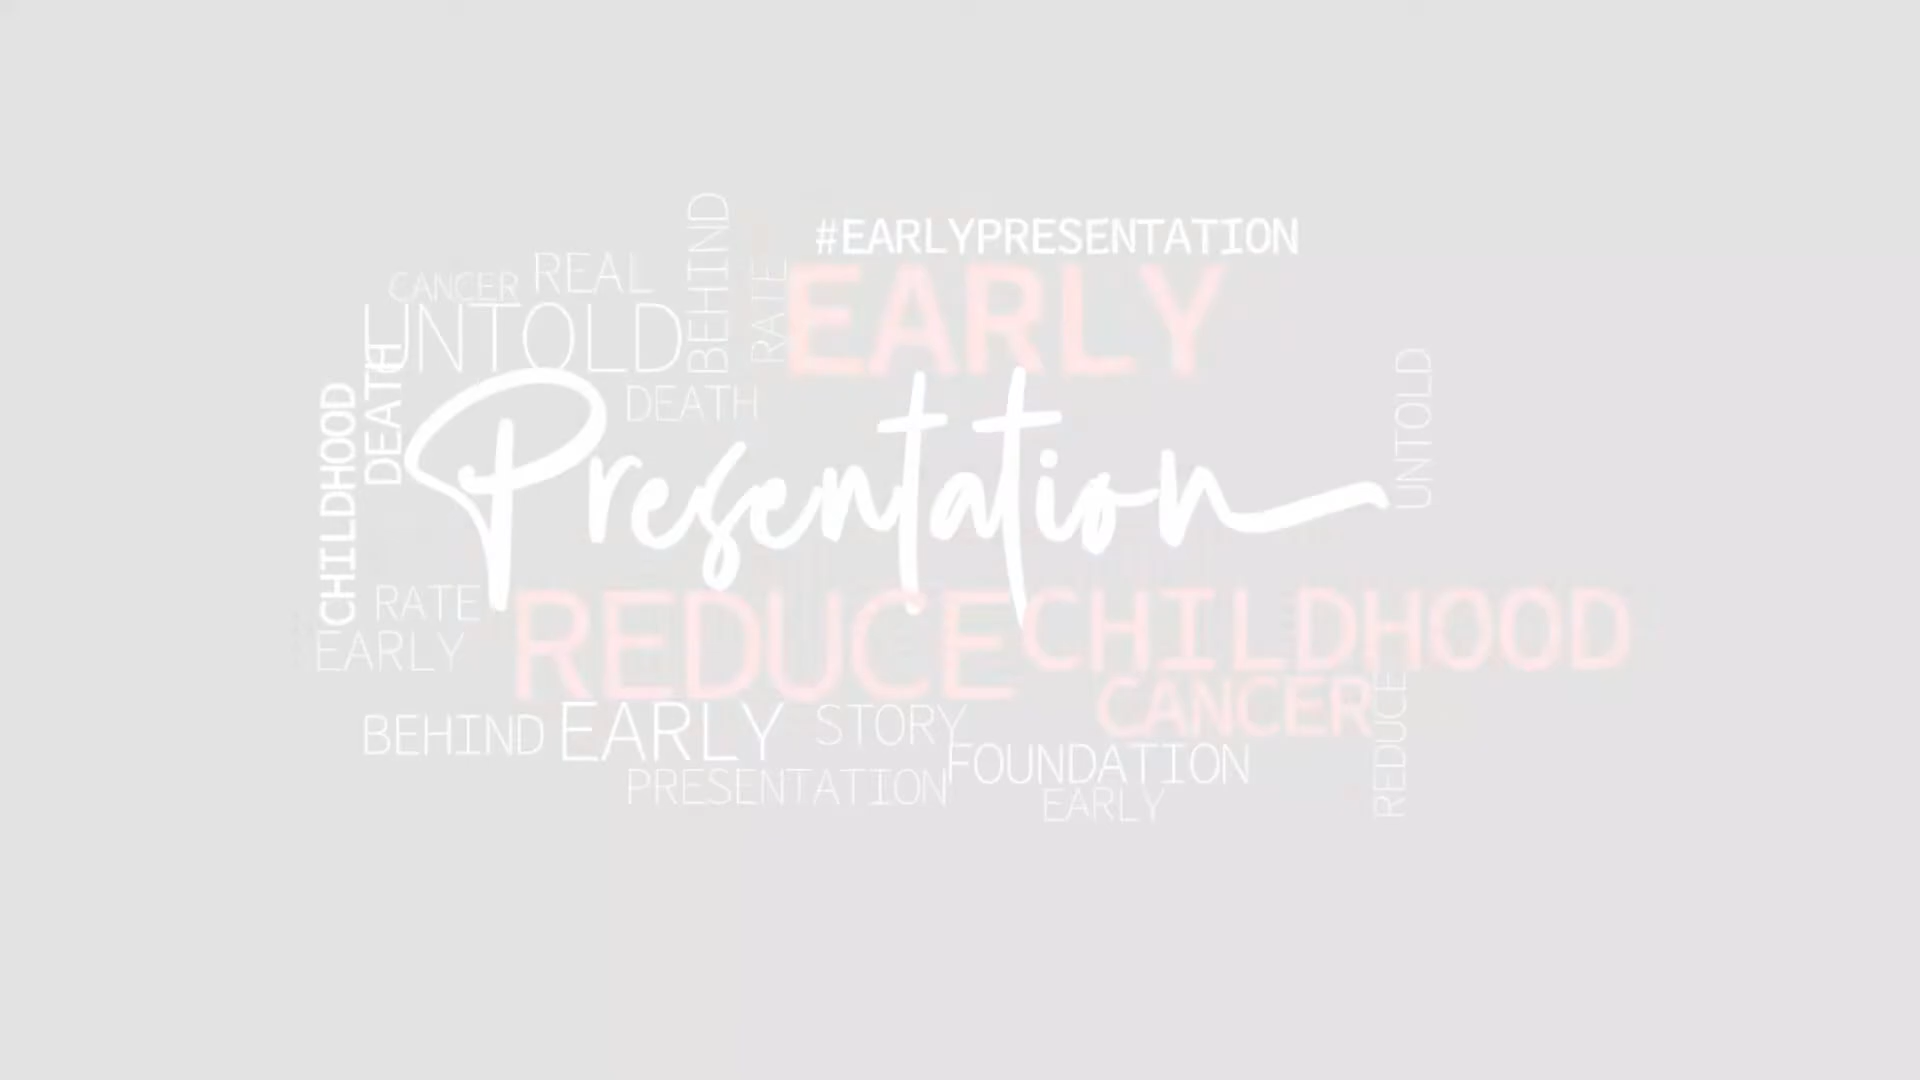 #EARLYPRESENTATION
BEHIND
REAL
CANCER
RATE
EARLY
UNTOLD
DEATH
DEATH
UNTOLD
CHILDHOOD
Presentation
RATE
REDUCE
CHILDHOOD
EARLY
CANCER
REDUCE
BEHIND
EARLY
STORY
FOUNDATION
PRESENTATION
EARLY